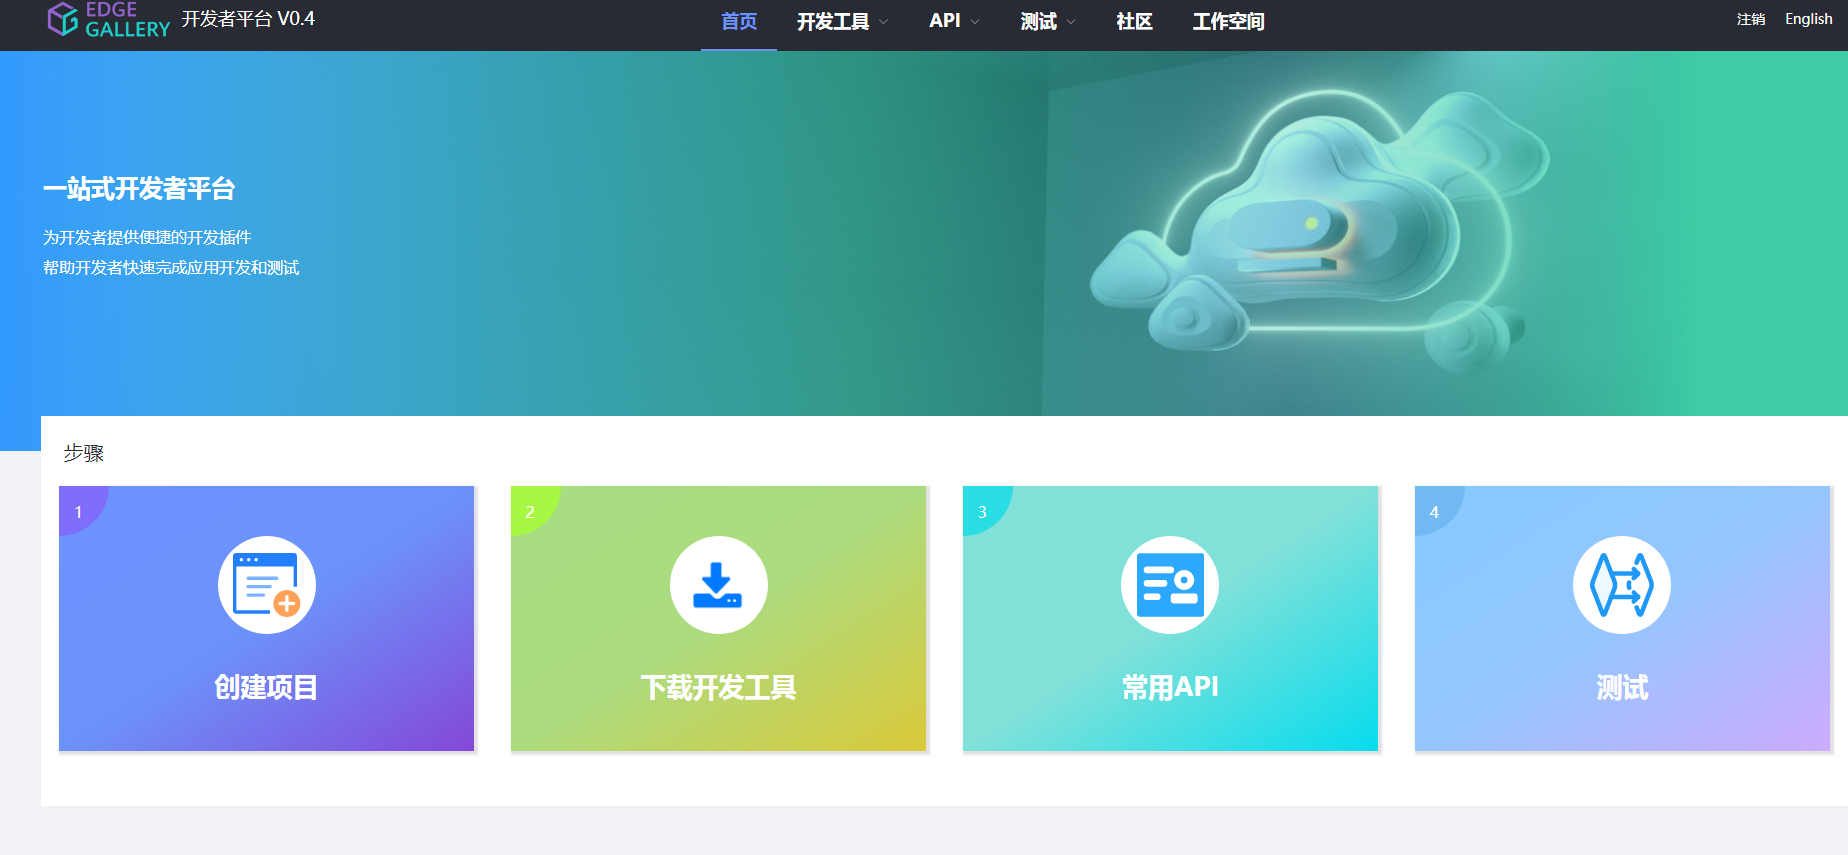 EDGE
GALLERY
开发者平台 V0.4
首页
开发工具
API
测试
社区
工作空间
注销
English
一站式开发者平台
为开发者提供便捷的开发插件
帮助开发者快速完成应用开发和测试
步骤
1
创建项目
2
下载开发工具
3
常用API
4
测试